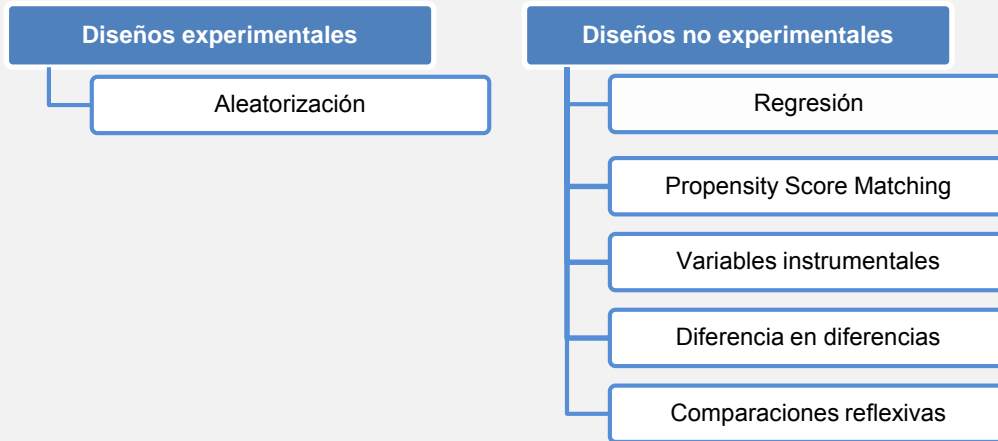 Diseños experimentales
Aleatorización
Diseños no experimentales
Regresión
Propensity Score Matching
Variables instrumentales
Diferencia en diferencias
Comparaciones reflexivas